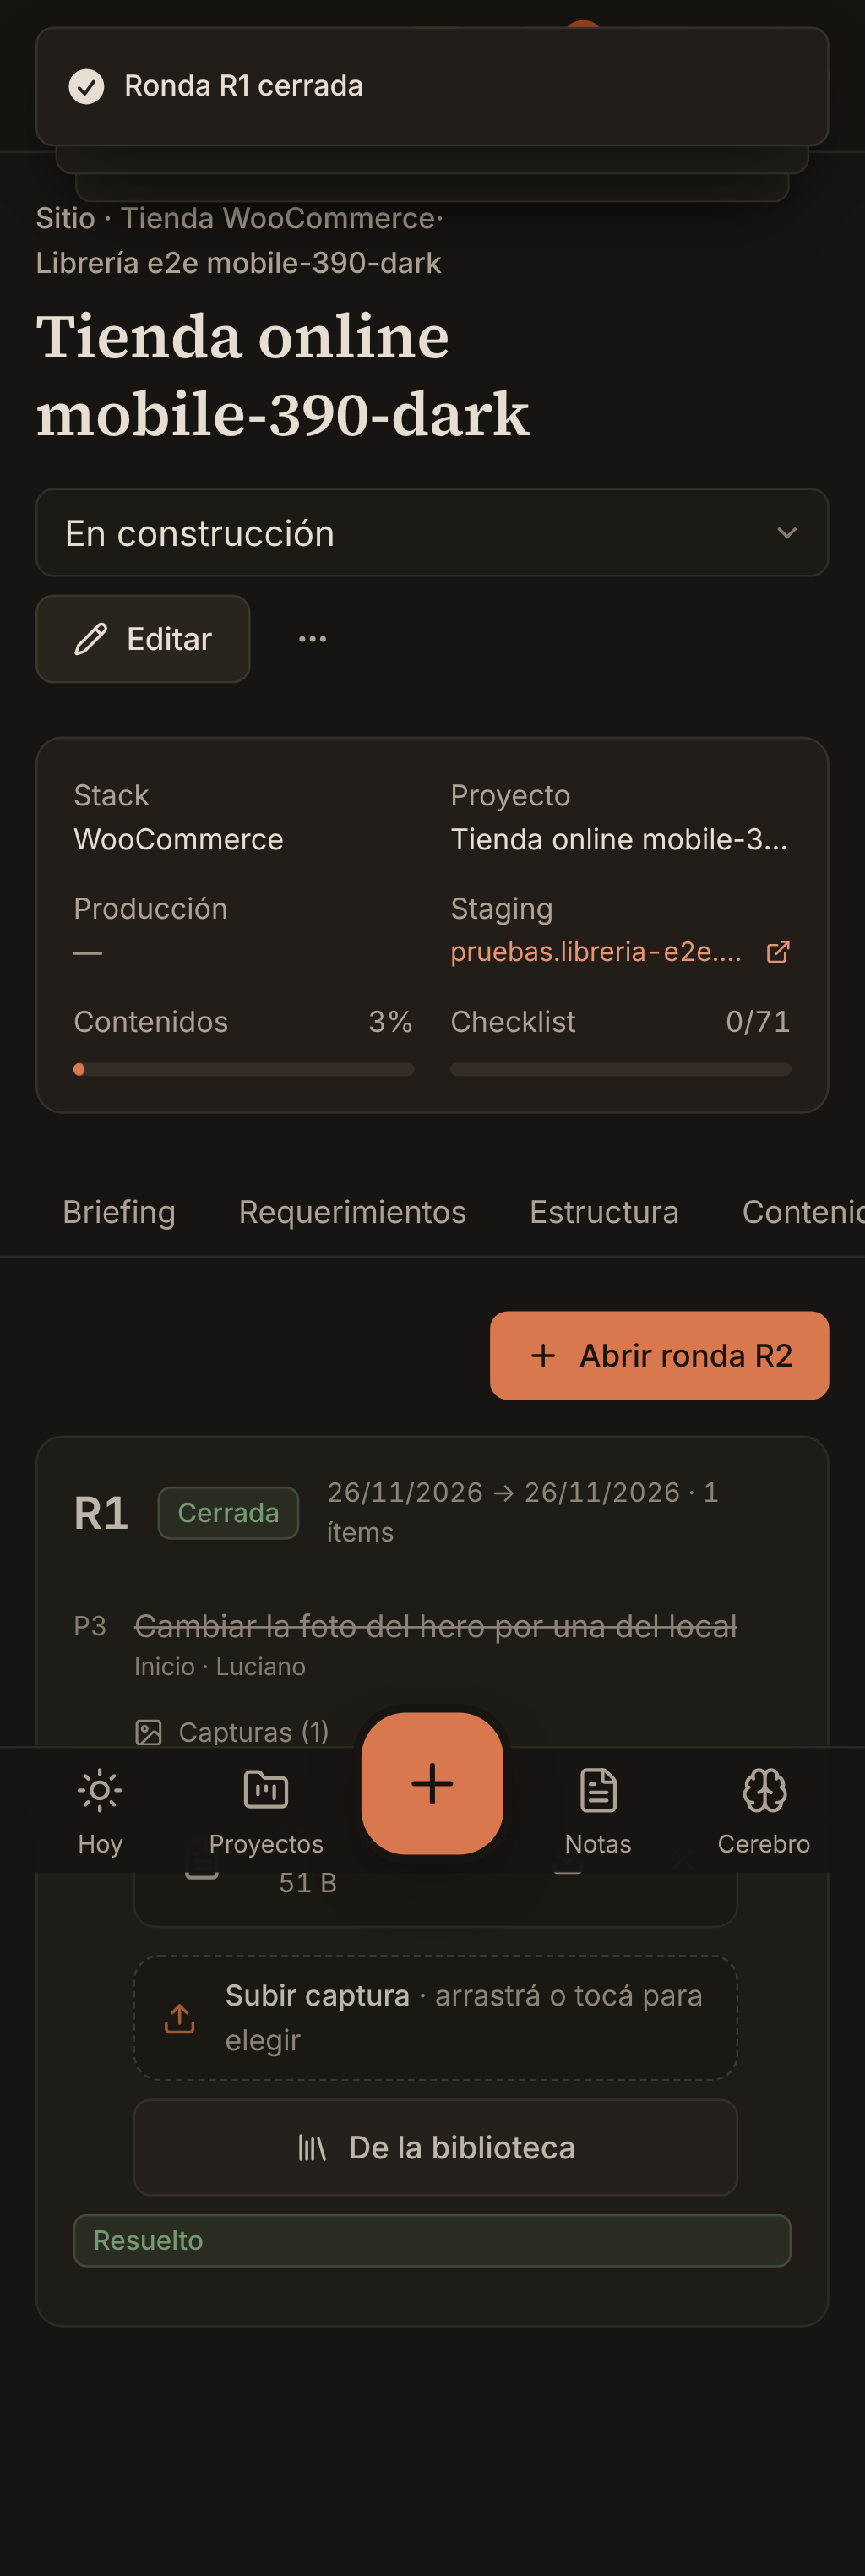 Ronda R1 cerrada
Sitio · Tienda WooCommerce·
Librería e2e mobile-390-dark
Tienda online
mobile-390-dark
En construcción
Editar
Stack
WooCommerce
Proyecto
Tienda online mobile-3...
Producción
—
Staging
pruebas.libreria-e2e....
Contenidos 3%
Checklist 0/71
Briefing Requerimientos Estructura Contenid
+ Abrir ronda R2
R1 Cerrada 26/11/2026 → 26/11/2026 · 1
ítems
P3 Cambiar la foto del hero por una del local
Inicio · Luciano
Capturas (1)
Hoy Proyectos Notas Cerebro
51 B
Subir captura · arrastrá o tocá para
elegir
De la biblioteca
Resuelto